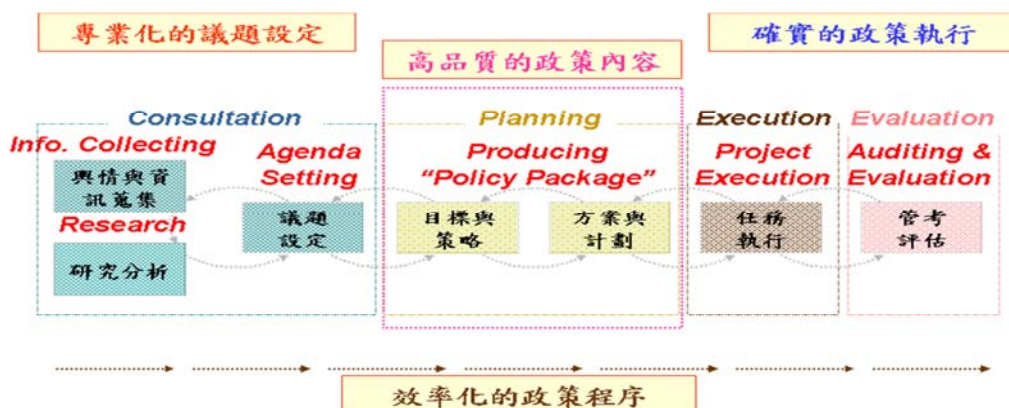 專業化的議題設定
確實的政策執行
高品質的政策內容
Consultation
Planning
Execution
Evaluation
Info. Collecting
輿情與資
訊蒐集
Research
研究分析
Agenda
Setting
議題
設定
Producing
“Policy Package”
目標與
策略
方案與
計劃
Project
Execution
任務
執行
Auditing &
Evaluation
管考
評估
效率化的政策程序